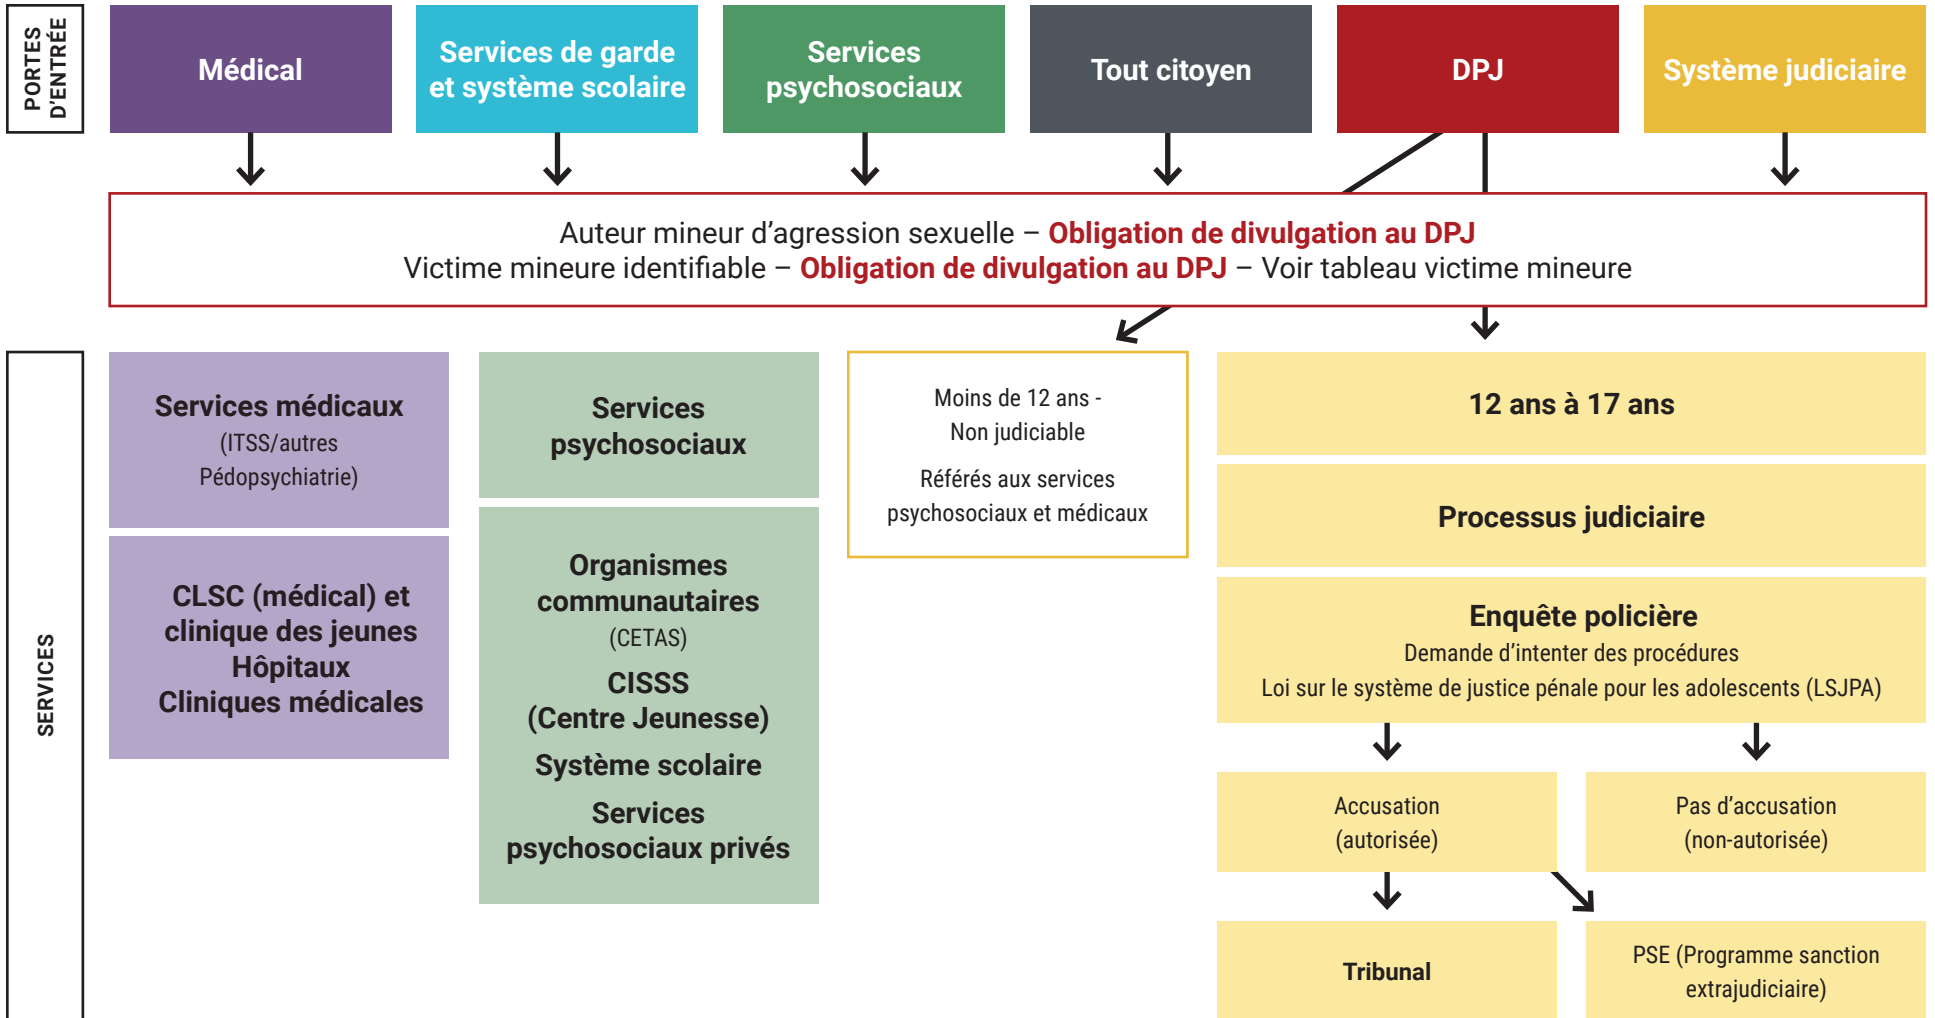 PORTES
D'ENTRÉE
Médical
Services de garde
et système scolaire
Services
psychosociaux
Tout citoyen
DPJ
Système judiciaire
Auteur mineur d’agression sexuelle – Obligation de divulgation au DPJ
Victime mineure identifiable – Obligation de divulgation au DPJ – Voir tableau victime mineure
SERVICES
Services médicaux
(ITSS/autres
Pédopsychiatrie)
CLSC (médical) et
clinique des jeunes
Hôpitaux
Cliniques médicales
Services
psychosociaux
Organismes
communautaires
(CETAS)
CISSS
(Centre Jeunesse)
Système scolaire
Services
psychosociaux privés
Moins de 12 ans -
Non judiciable
Référés aux services
psychosociaux et médicaux
12 ans à 17 ans
Processus judiciaire
Enquête policière
Demande d’intenter des procédures
Loi sur le système de justice pénale pour les adolescents (LSJPA)
Accusation
(autorisée)
Pas d’accusation
(non-autorisée)
Tribunal
PSE (Programme sanction
extrajudiciaire)